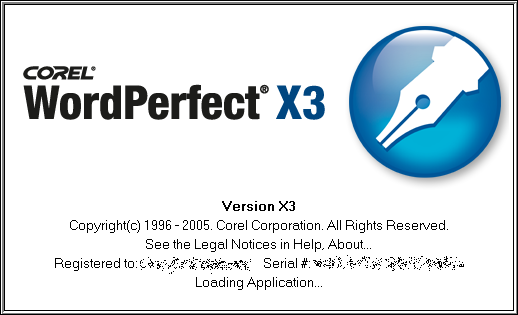 COREL®
WordPerfect® X3
Version X3
Copyright(c) 1996 - 2005. Corel Corporation. All Rights Reserved.
See the Legal Notices in Help, About...
Registered to: Serial #:
Loading Application...